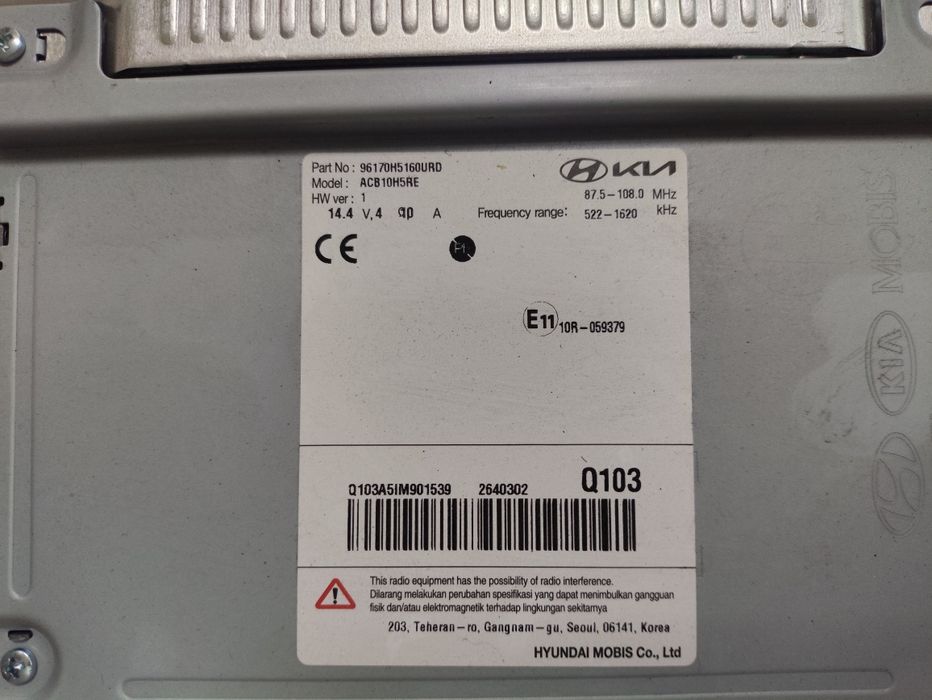 Part No : 96170H5160URD
Model : ACB10H5RE
HW ver : 1
KIA
87.5-108.0 MHz
14.4 V, 4 A Frequency range: 522-1620 kHz
CE
F1
E11 10R-059379
Q103A5IM901539 2640302 Q103
This radio equipment has the possibility of radio interference.
Dilarang melakukan perubahan spesifikasi yang dapat menimbulkan gangguan
fisik dan/atau elektromagnetik terhadap lingkungan sekitarnya
203, Teheran-ro, Gangnam-gu, Seoul, 06141, Korea
HYUNDAI MOBIS Co., Ltd
KIA MOBIS